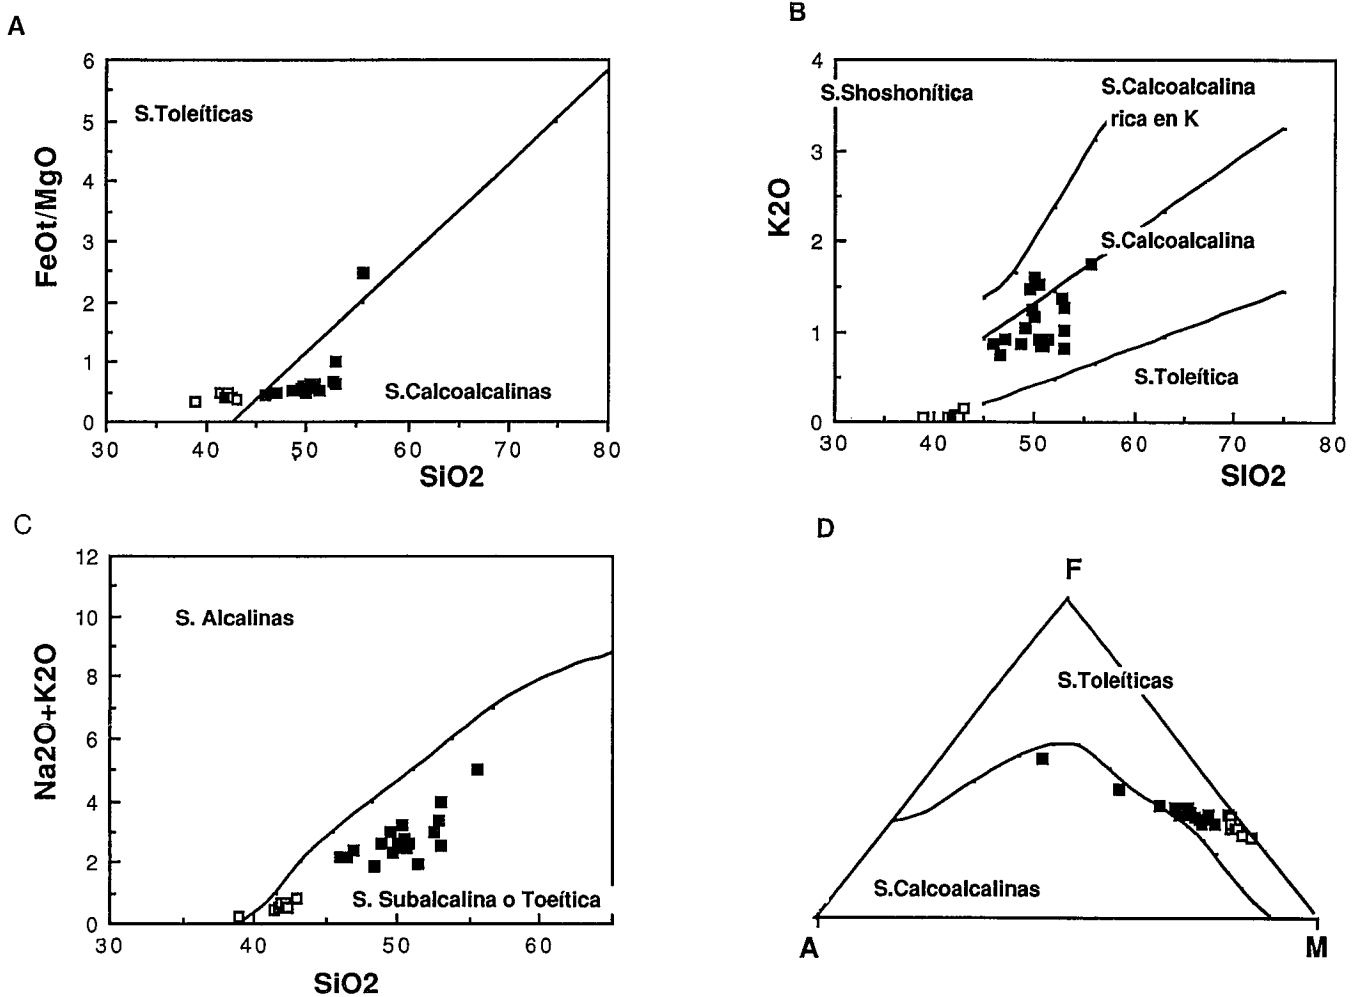 A
6
5
4
3
2
1
0
FeOt/MgO
S.Toleíticas
S.Calcoalcalinas
30 40 50 60 70 80
SiO2
B
4
3
2
1
0
K2O
S.Shoshonítica
S.Calcoalcalina
rica en K
S.Calcoalcalina
S.Toleítica
30 40 50 60 70 80
SIO2
C
12
10
8
6
4
2
0
Na2O+K2O
S. Alcalinas
S. Subalcalina o Toeítica
30 40 50 60
SiO2
D
F
S.Toleíticas
S.Calcoalcalinas
A M